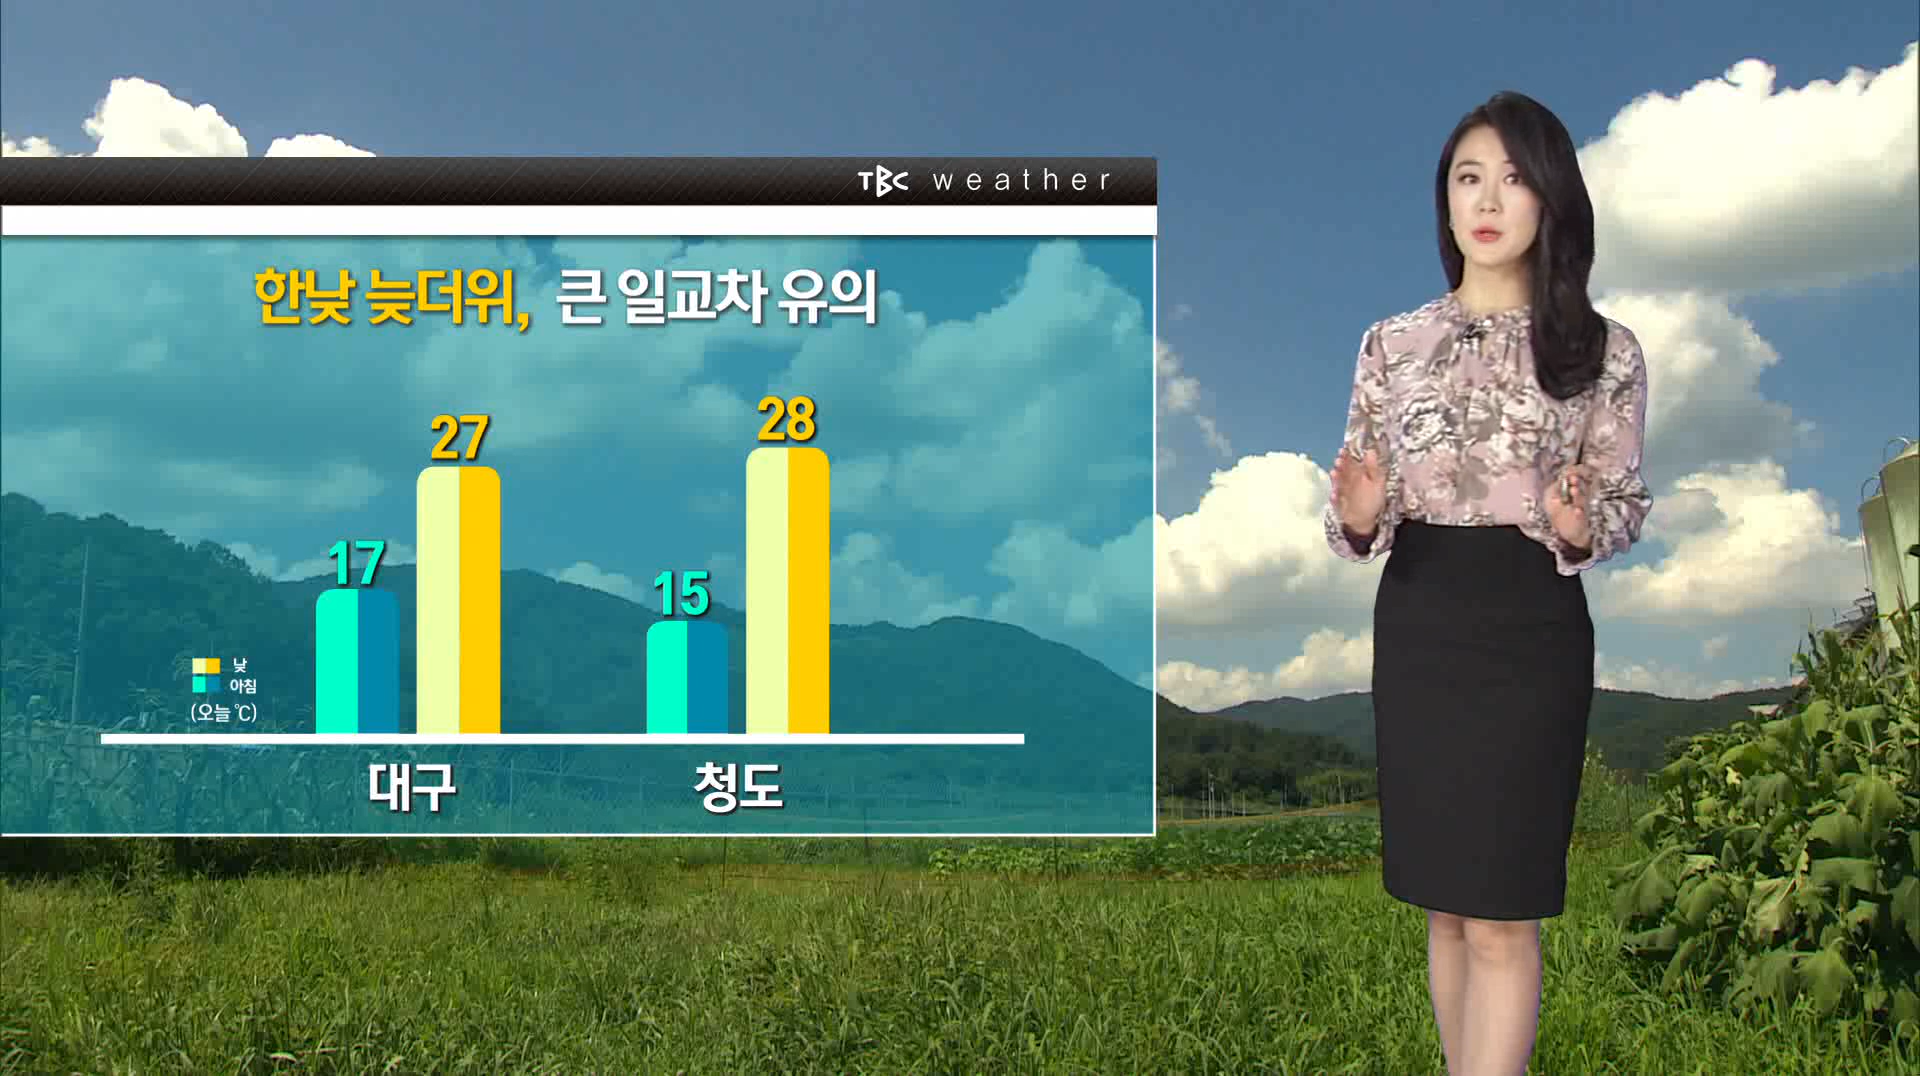 TBC weather
한낮 늦더위, 큰 일교차 유의
27
28
17
15
낮
아침
(오늘 ℃)
대구
청도